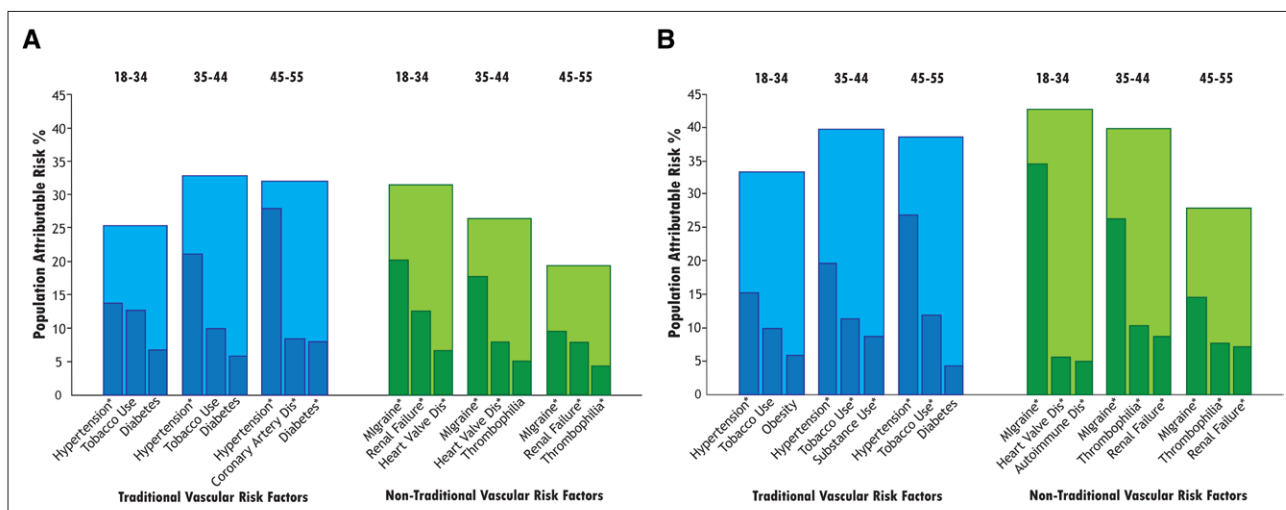 A
18-34 35-44 45-55 18-34 35-44 45-55
Population Attributable Risk %
45
40
35
30
25
20
15
10
5
0
Hypertension*
Tobacco Use
Diabetes
Hypertension*
Tobacco Use
Diabetes
Hypertension*
Coronary Artery Dis*
Diabetes*
MIgraine*
Renal Failure*
Heart Valve Dis*
MIgraine*
Heart Valve Dis*
Thrombophilia
MIgraine*
Renal Failure*
Thrombophilia*
Traditional Vascular Risk Factors Non-Traditional Vascular Risk Factors
B
18-34 35-44 45-55 18-34 35-44 45-55
Population Attributable Risk %
45
40
35
30
25
20
15
10
5
0
Hypertension*
Tobacco Use
Obesity
Hypertension*
Tobacco Use*
Substance Use*
Hypertension*
Tobacco Use*
Diabetes
MIgraine*
Heart Valve Dis*
Autoimmune Dis*
MIgraine*
Thrombophilia*
Renal Failure*
MIgraine*
Thrombophilia*
Renal Failure*
Traditional Vascular Risk Factors Non-Traditional Vascular Risk Factors